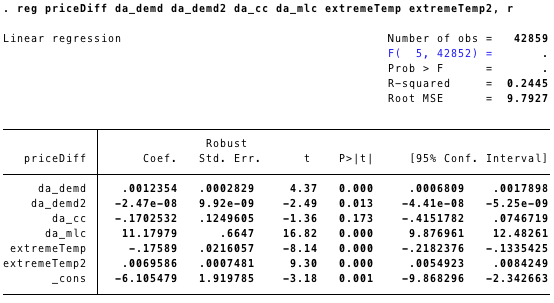 . reg priceDiff da_demd da_demd2 da_cc da_mlc extremeTemp extremeTemp2, r
Linear regression Number of obs = 42859
F( 5, 42852) = .
Prob > F = .
R-squared = 0.2445
Root MSE = 9.7927
Robust
priceDiff Coef. Std. Err. t P>|t| [95% Conf. Interval]
da_demd .0012354 .0002829 4.37 0.000 .0006809 .0017898
da_demd2 -2.47e-08 9.92e-09 -2.49 0.013 -4.41e-08 -5.25e-09
da_cc -.1702532 .1249605 -1.36 0.173 -.4151782 .0746719
da_mlc 11.17979 .6647 16.82 0.000 9.876961 12.48261
extremeTemp -.17589 .0216057 -8.14 0.000 -.2182376 -.1335425
extremeTemp2 .0069586 .0007481 9.30 0.000 .0054923 .0084249
_cons -6.105479 1.919785 -3.18 0.001 -9.868296 -2.342663